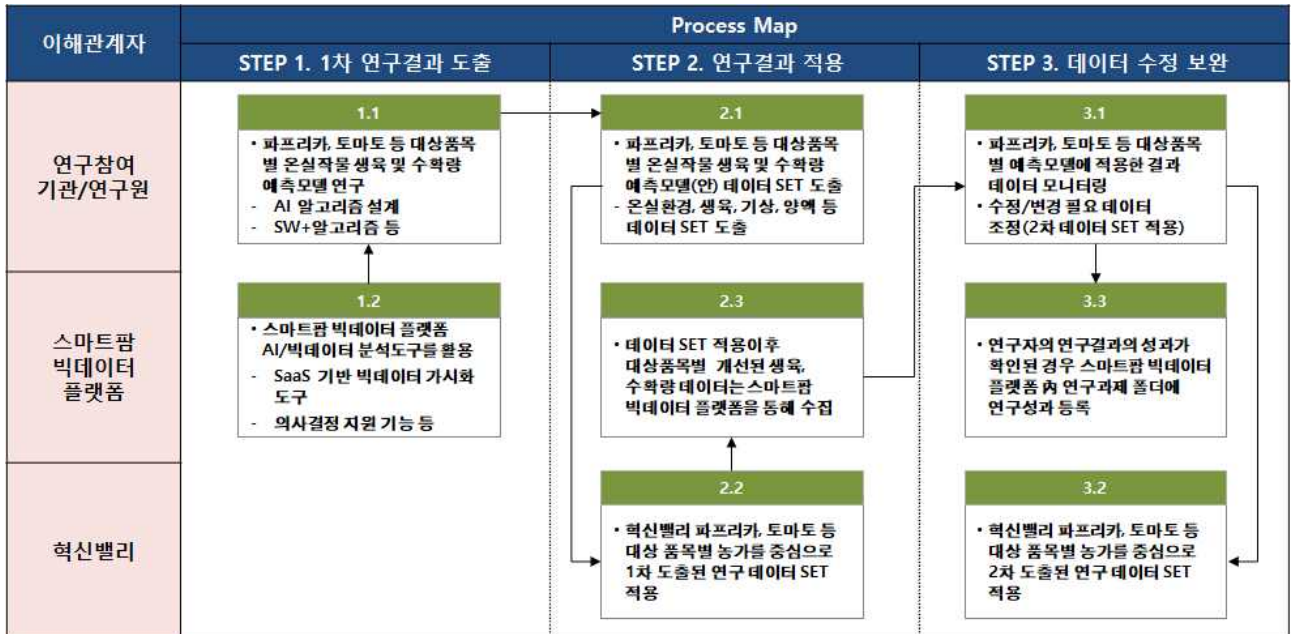 이해관계자
Process Map
STEP 1. 1차 연구결과 도출
STEP 2. 연구결과 적용
STEP 3. 데이터 수정 보완
연구참여
기관/연구원
1.1
• 파프리카, 토마토 등 대상품목
별 온실작물 생육 및 수확량
예측모델 연구
- AI 알고리즘 설계
- SW+알고리즘 등
2.1
• 파프리카, 토마토 등 대상품목
별 온실작물 생육 및 수확량
예측모델(안) 데이터 SET 도출
- 온실환경, 생육, 기상, 양액 등
데이터 SET 도출
3.1
• 파프리카, 토마토 등 대상품목
별 예측모델에 적용한 결과
데이터 모니터링
• 수정/변경 필요 데이터
조정(2차 데이터 SET 적용)
스마트팜
빅데이터
플랫폼
1.2
• 스마트팜 빅데이터 플랫폼
AI/빅데이터 분석도구를 활용
- SaaS 기반 빅데이터 가시화
도구
- 의사결정 지원 기능 등
2.3
• 데이터 SET 적용이후
대상품목별 개선된 생육,
수확량 데이터는 스마트팜
빅데이터 플랫폼을 통해 수집
3.3
• 연구자의 연구결과의 성과가
확인된 경우 스마트팜 빅데이터
플랫폼 內 연구과제 폴더에
연구성과 등록
혁신밸리
2.2
• 혁신밸리 파프리카, 토마토 등
대상 품목별 농가를 중심으로
1차 도출된 연구 데이터 SET
적용
3.2
• 혁신밸리 파프리카, 토마토 등
대상 품목별 농가를 중심으로
2차 도출된 연구 데이터 SET
적용